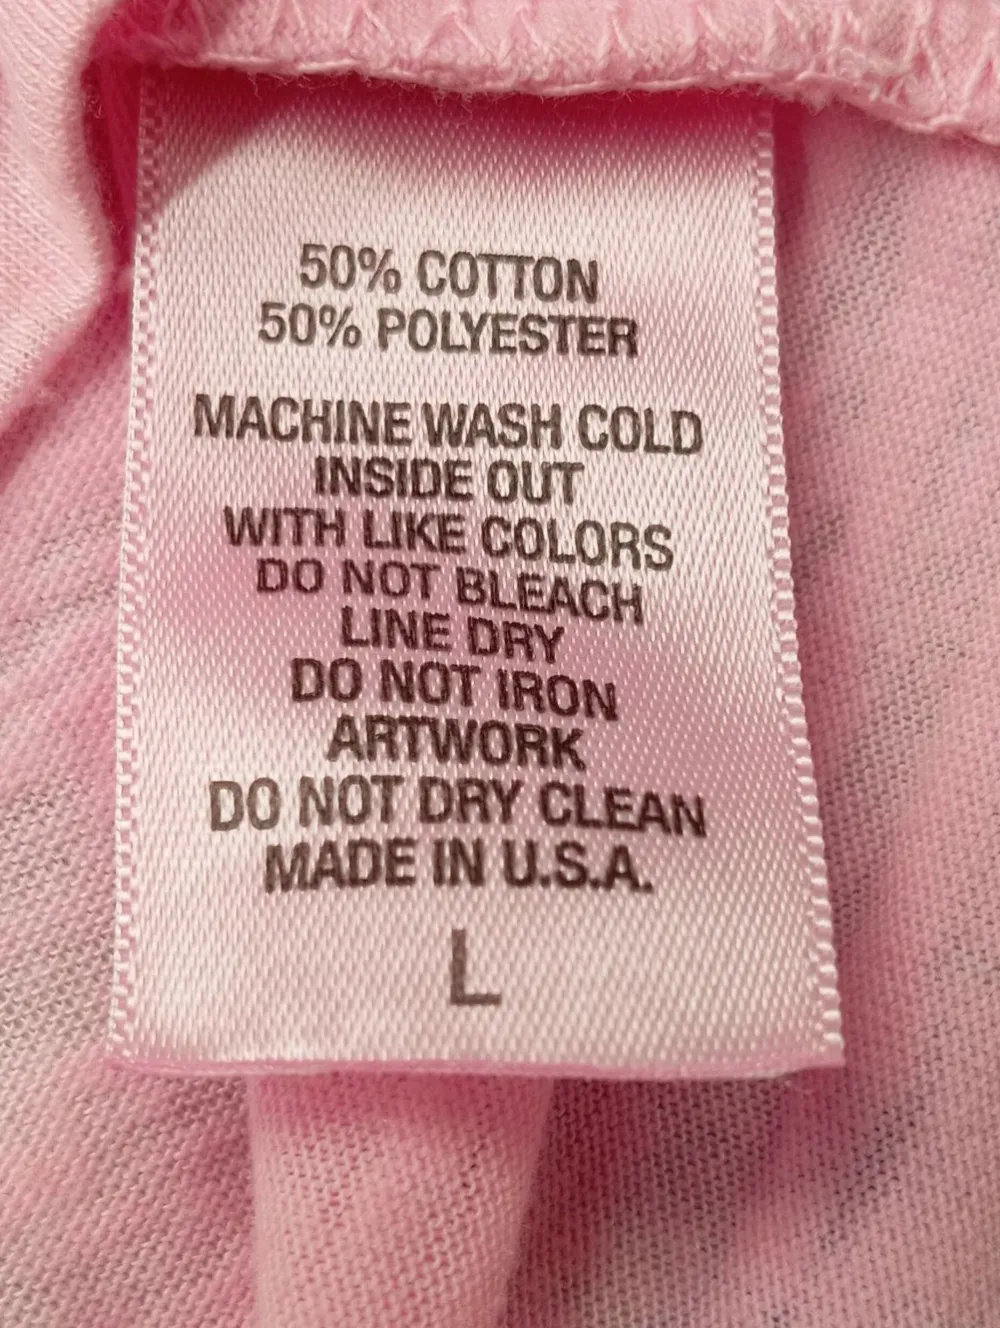 50% COTTON
50% POLYESTER
MACHINE WASH COLD
INSIDE OUT
WITH LIKE COLORS
DO NOT BLEACH
LINE DRY
DO NOT IRON
ARTWORK
DO NOT DRY CLEAN
MADE IN U.S.A.
L